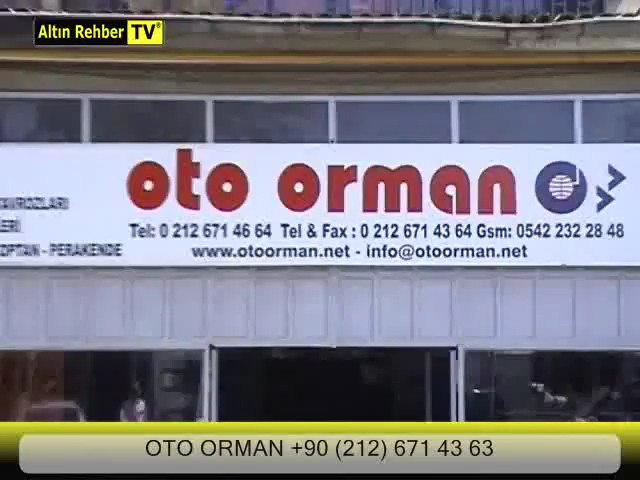 Altın Rehber TV®
oto orman
AVROZLARI
Tel: 0 212 671 46 64 Tel & Fax : 0 212 671 43 64 Gsm: 0542 232 28 48
ERİ
OPTAN - PERAKENDE
www.otoorman.net - info@otoorman.net
OTO ORMAN +90 (212) 671 43 63